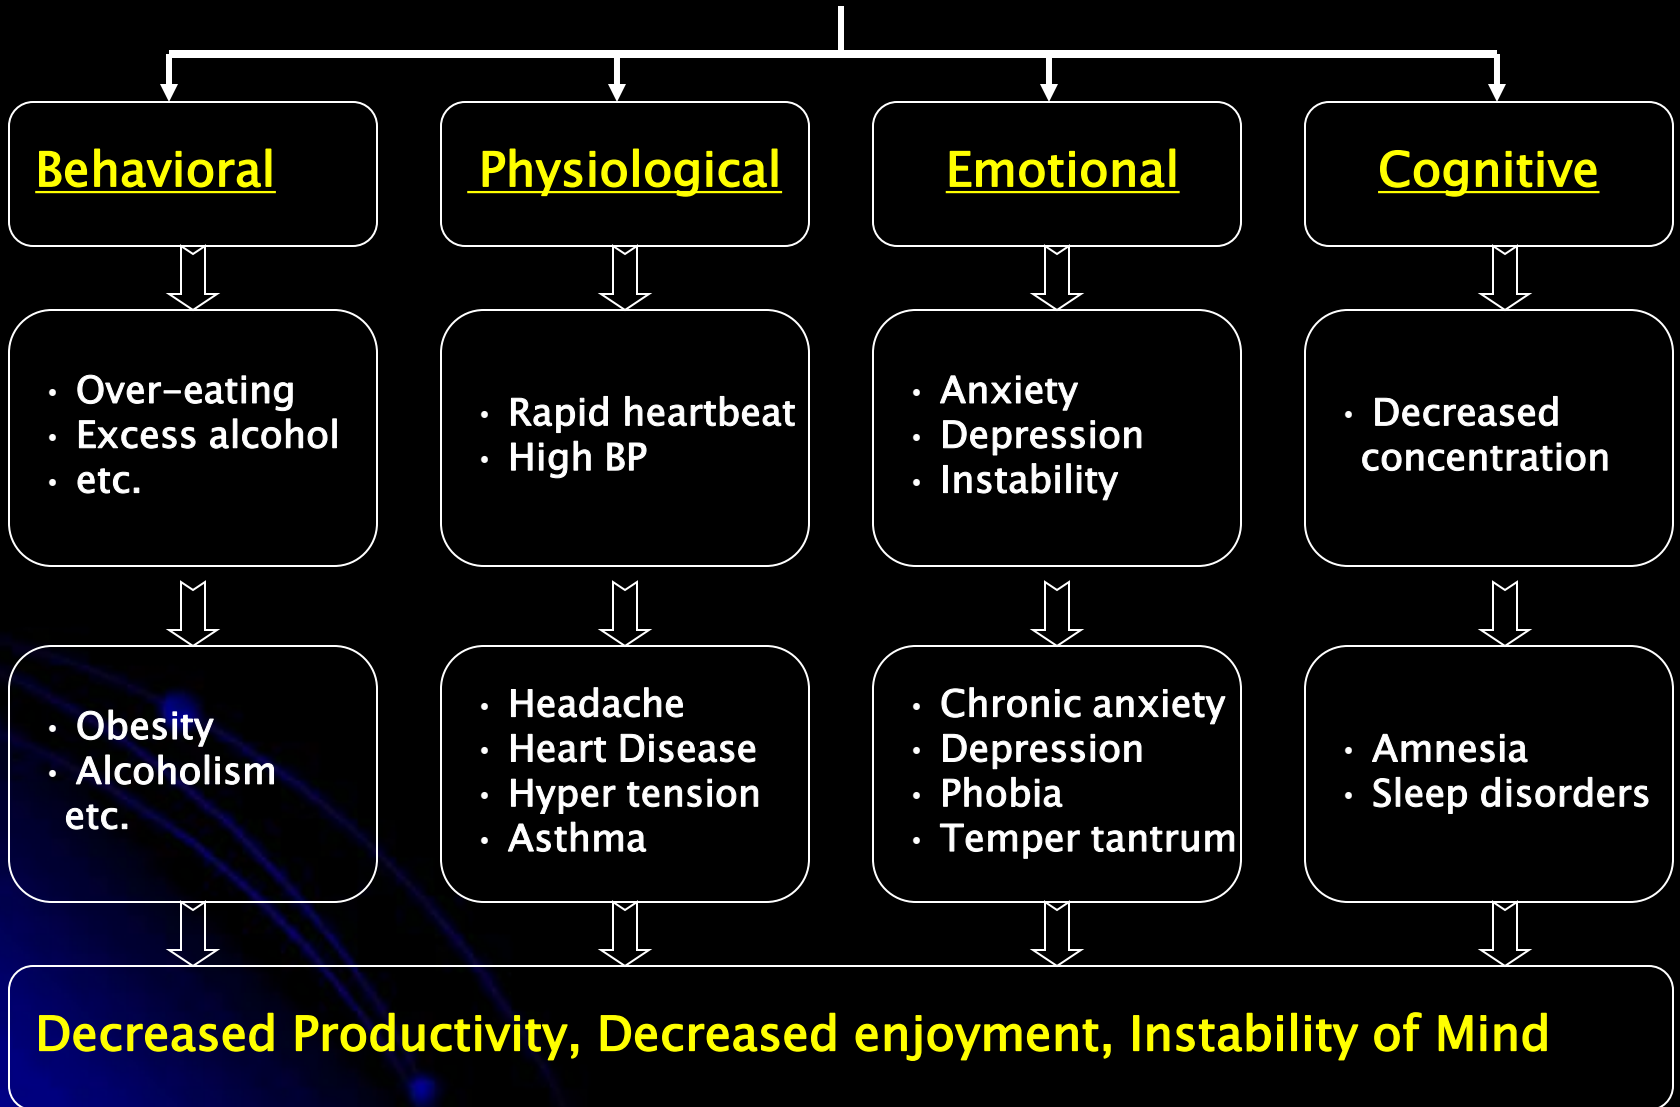 Behavioral
Physiological
Emotional
Cognitive
• Over-eating
• Excess alcohol
• etc.
• Rapid heartbeat
• High BP
• Anxiety
• Depression
• Instability
• Decreased
concentration
• Obesity
• Alcoholism
etc.
• Headache
• Heart Disease
• Hyper tension
• Asthma
• Chronic anxiety
• Depression
• Phobia
• Temper tantrum
• Amnesia
• Sleep disorders
Decreased Productivity, Decreased enjoyment, Instability of Mind